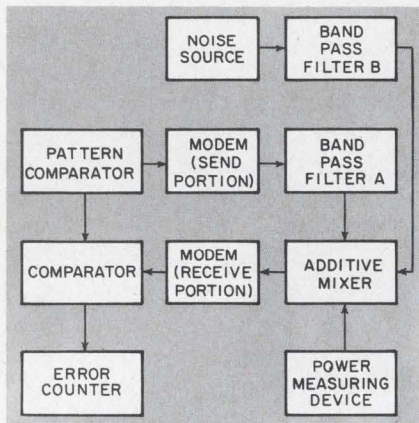 NOISE
SOURCE
BAND
PASS
FILTER B
PATTERN
COMPARATOR
MODEM
(SEND
PORTION)
BAND
PASS
FILTER A
COMPARATOR
MODEM
(RECEIVE
PORTION)
ADDITIVE
MIXER
ERROR
COUNTER
POWER
MEASURING
DEVICE